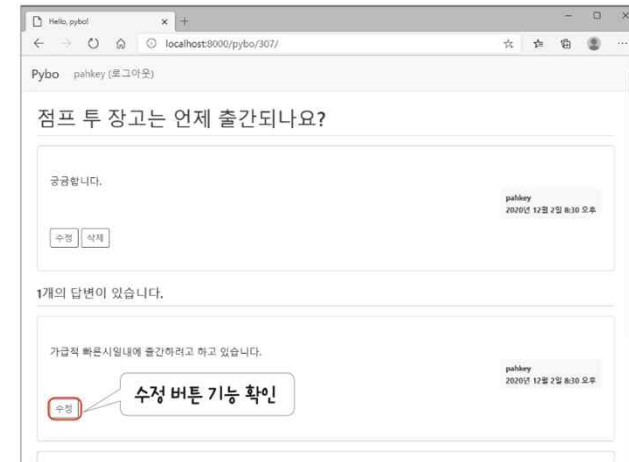 Hello, pybo!
localhost:8000/pybo/307/
Pybo pahkey (로그아웃)
점프 투 장고는 언제 출간되나요?
궁금합니다.
pahkey
2020년 12월 2일 8:30 오후
수정 삭제
1개의 답변이 있습니다.
가급적 빠른시일내에 출간하려고 하고 있습니다.
pahkey
2020년 12월 2일 8:30 오후
수정 버튼 기능 확인
수정